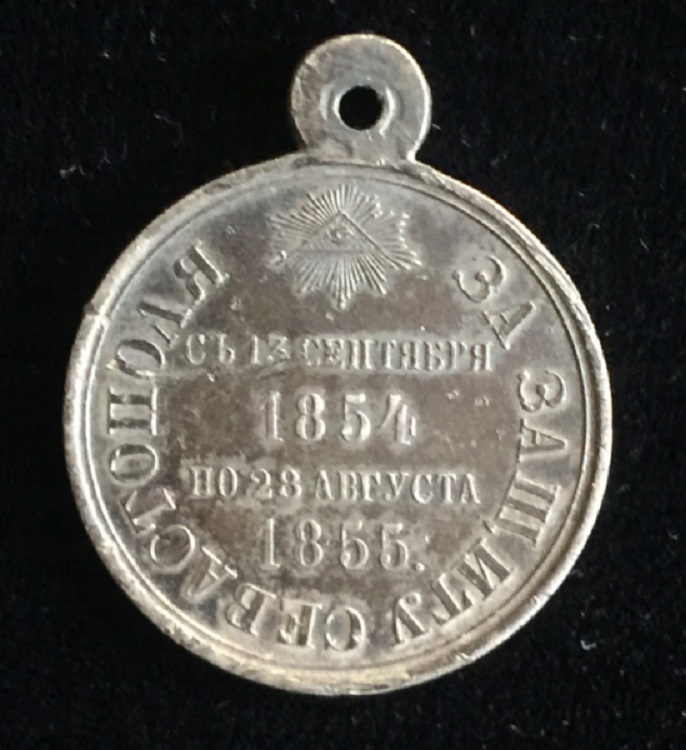 ЗА ЗАЩИТУ СЕВАСТОПОЛЯ
СЪ 13 СЕНТЯБРЯ
1854
ПО 28 АВГУСТА
1855.